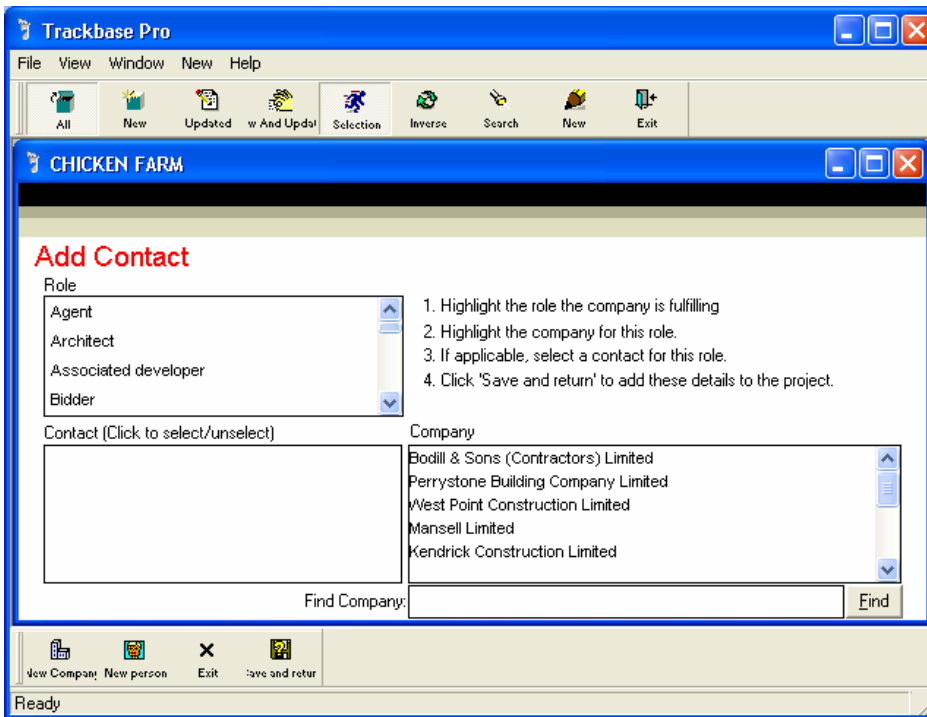 Trackbase Pro
File View Window New Help
All New Updated w And Updat Selection Inverse Search New Exit
CHICKEN FARM
Add Contact
Role
Agent
Architect
Associated developer
Bidder
1. Highlight the role the company is fulfilling
2. Highlight the company for this role.
3. If applicable, select a contact for this role.
4. Click 'Save and return' to add these details to the project.
Contact (Click to select/unselect)
Company
Bodill & Sons (Contractors) Limited
Perrystone Building Company Limited
West Point Construction Limited
Mansell Limited
Kendrick Construction Limited
Find Company:
Find
New Company New person Exit Save and retur
Ready